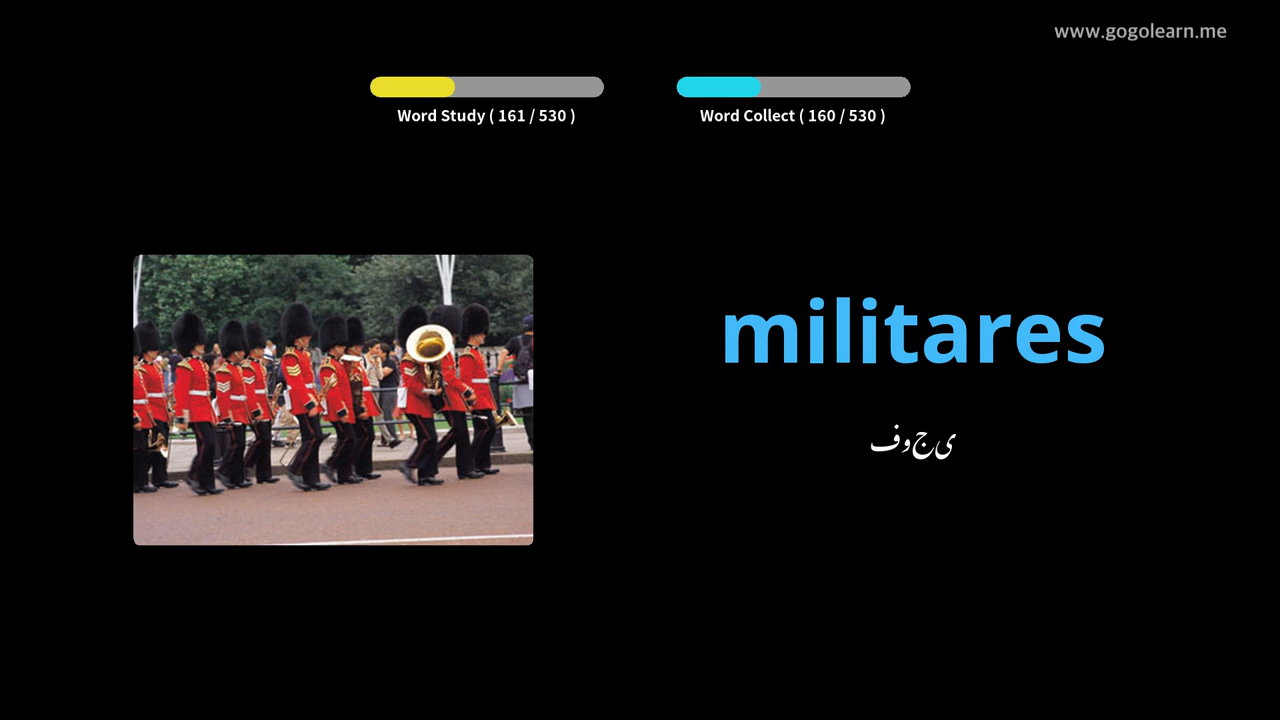 www.gogolearn.me
Word Study ( 161 / 530 )
Word Collect ( 160 / 530 )
militares
فوجی